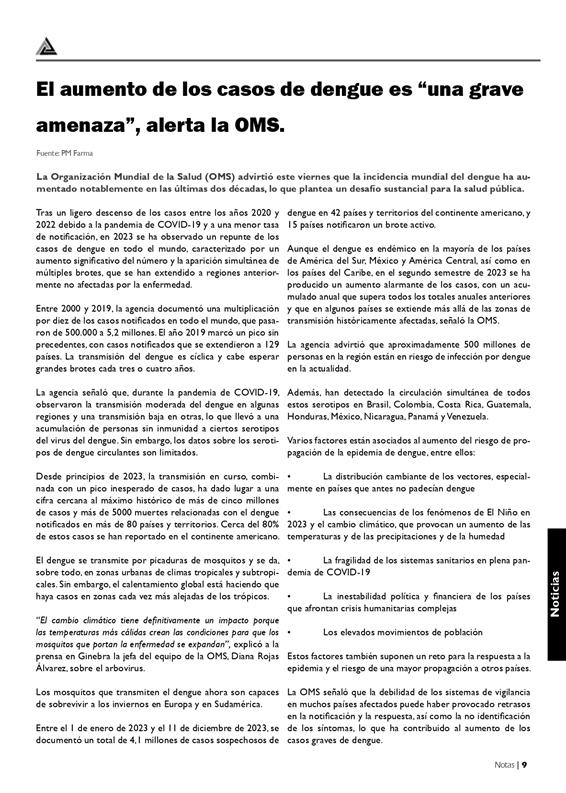 El aumento de los casos de dengue es “una grave
amenaza”, alerta la OMS.
Fuente: PM Farma
La Organización Mundial de la Salud (OMS) advirtió este viernes que la incidencia mundial del dengue ha au-
mentado notablemente en las últimas dos décadas, lo que plantea un desafío sustancial para la salud pública.
Tras un ligero descenso de los casos entre los años 2020 y
2022 debido a la pandemia de COVID-19 y a una menor tasa
de notificación, en 2023 se ha observado un repunte de los
casos de dengue en todo el mundo, caracterizado por un
aumento significativo del número y la aparición simultánea de
múltiples brotes, que se han extendido a regiones anterior-
mente no afectadas por la enfermedad.
Entre 2000 y 2019, la agencia documentó una multiplicación
por diez de los casos notificados en todo el mundo, que pasa-
ron de 500.000 a 5,2 millones. El año 2019 marcó un pico sin
precedentes, con casos notificados que se extendieron a 129
países. La transmisión del dengue es cíclica y cabe esperar
grandes brotes cada tres o cuatro años.
La agencia señaló que, durante la pandemia de COVID-19,
observaron la transmisión moderada del dengue en algunas
regiones y una transmisión baja en otras, lo que llevó a una
acumulación de personas sin inmunidad a ciertos serotipos
del virus del dengue. Sin embargo, los datos sobre los seroti-
pos de dengue circulantes son limitados.
Desde principios de 2023, la transmisión en curso, combi-
nada con un pico inesperado de casos, ha dado lugar a una
cifra cercana al máximo histórico de más de cinco millones
de casos y más de 5000 muertes relacionadas con el dengue
notificados en más de 80 países y territorios. Cerca del 80%
de estos casos se han reportado en el continente americano.
El dengue se transmite por picaduras de mosquitos y se da,
sobre todo, en zonas urbanas de climas tropicales y subtropi-
cales. Sin embargo, el calentamiento global está haciendo que
haya casos en zonas cada vez más alejadas de los trópicos.
“El cambio climático tiene definitivamente un impacto porque
las temperaturas más cálidas crean las condiciones para que los
mosquitos que portan la enfermedad se expandan”, explicó a la
prensa en Ginebra la jefa del equipo de la OMS, Diana Rojas
Álvarez, sobre el arbovirus.
Los mosquitos que transmiten el dengue ahora son capaces
de sobrevivir a los inviernos en Europa y en Sudamérica.
Entre el 1 de enero de 2023 y el 11 de diciembre de 2023, se
documentó un total de 4,1 millones de casos sospechosos de
dengue en 42 países y territorios del continente americano, y
15 países notificaron un brote activo.
Aunque el dengue es endémico en la mayoría de los países
de América del Sur, México y América Central, así como en
los países del Caribe, en el segundo semestre de 2023 se ha
producido un aumento alarmante de los casos, con un acu-
mulado anual que supera todos los totales anuales anteriores
y que en algunos países se extiende más allá de las zonas de
transmisión históricamente afectadas, señaló la OMS.
La agencia advirtió que aproximadamente 500 millones de
personas en la región están en riesgo de infección por dengue
en la actualidad.
Además, han detectado la circulación simultánea de todos
estos serotipos en Brasil, Colombia, Costa Rica, Guatemala,
Honduras, México, Nicaragua, Panamá y Venezuela.
Varios factores están asociados al aumento del riesgo de pro-
pagación de la epidemia de dengue, entre ellos:
• La distribución cambiante de los vectores, especial-
mente en países que antes no padecían dengue
• Las consecuencias de los fenómenos de El Niño en
2023 y el cambio climático, que provocan un aumento de las
temperaturas y de las precipitaciones y de la humedad
• La fragilidad de los sistemas sanitarios en plena pan-
demia de COVID-19
• La inestabilidad política y financiera de los países
que afrontan crisis humanitarias complejas
• Los elevados movimientos de población
Estos factores también suponen un reto para la respuesta a la
epidemia y el riesgo de una mayor propagación a otros países.
La OMS señaló que la debilidad de los sistemas de vigilancia
en muchos países afectados puede haber provocado retrasos
en la notificación y la respuesta, así como la no identificación
de los síntomas, lo que ha contribuido al aumento de los
casos graves de dengue.
Noticias
Notas | 9